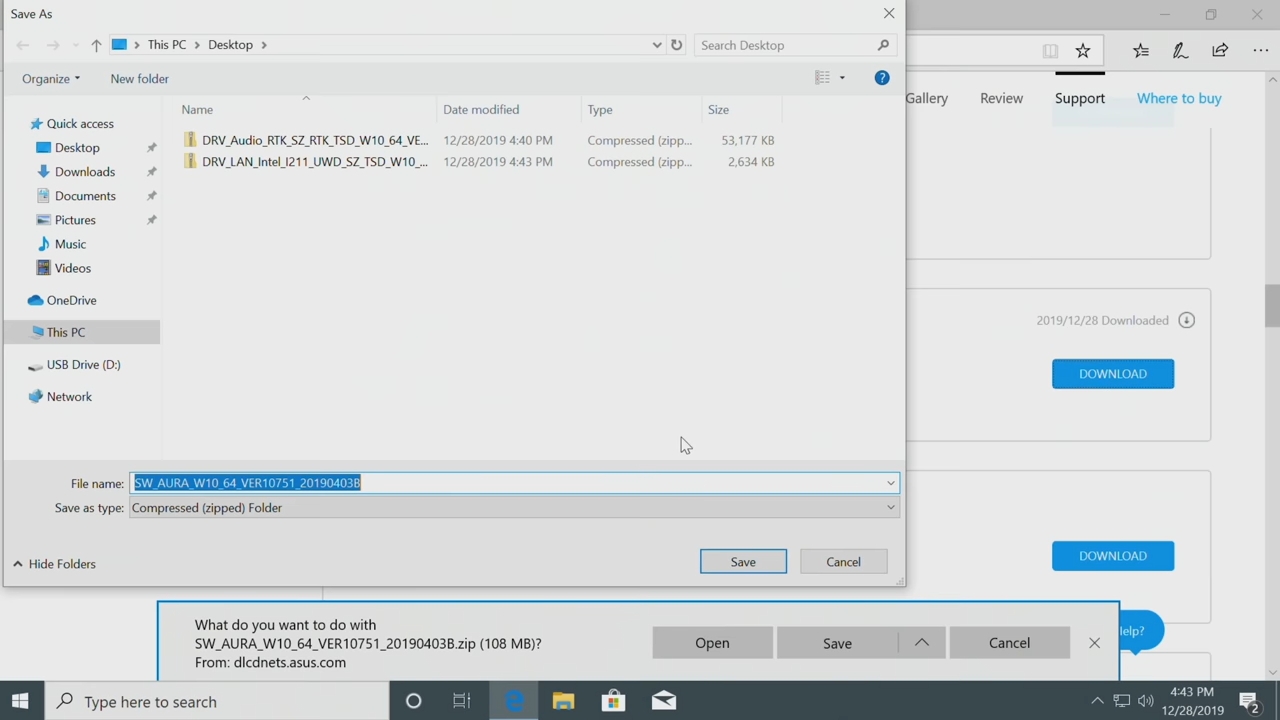 Save As
This PC
Desktop
Search Desktop
Organize
New folder
Name
Date modified
Type
Size
DRV_Audio_RTK_SZ_RTK_TSD_W10_64_VE...
12/28/2019 4:40 PM
Compressed (zipp...
53,177 KB
DRV_LAN_Intel_I211_UWD_SZ_TSD_W10_...
12/28/2019 4:43 PM
Compressed (zipp...
2,634 KB
Quick access
Desktop
Downloads
Documents
Pictures
Music
Videos
OneDrive
This PC
USB Drive (D:)
Network
File name:
SW_AURA_W10_64_VER10751_20190403B
Save as type:
Compressed (zipped) Folder
Hide Folders
Save
Cancel
Gallery
Review
Support
Where to buy
2019/12/28 Downloaded
DOWNLOAD
DOWNLOAD
elp?
What do you want to do with
SW_AURA_W10_64_VER10751_20190403B.zip (108 MB)?
From: dlcdnets.asus.com
Open
Save
Cancel
Type here to search
4:43 PM
12/28/2019
2